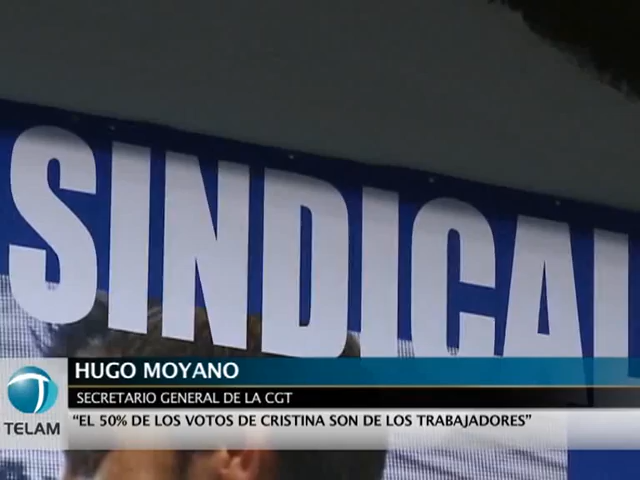 SINDICAL
HUGO MOYANO
SECRETARIO GENERAL DE LA CGT
TELAM
"EL 50% DE LOS VOTOS DE CRISTINA SON DE LOS TRABAJADORES"